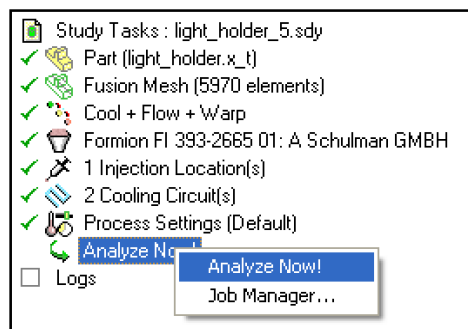 Study Tasks : light_holder_5.sdy
Part (light_holder.x_t)
Fusion Mesh (5970 elements)
Cool + Flow + Warp
Formion FI 393-2665 01: A Schulman GMBH
1 Injection Location(s)
2 Cooling Circuit(s)
Process Settings (Default)
Analyze Now!
Analyze Now!
Job Manager...
Logs